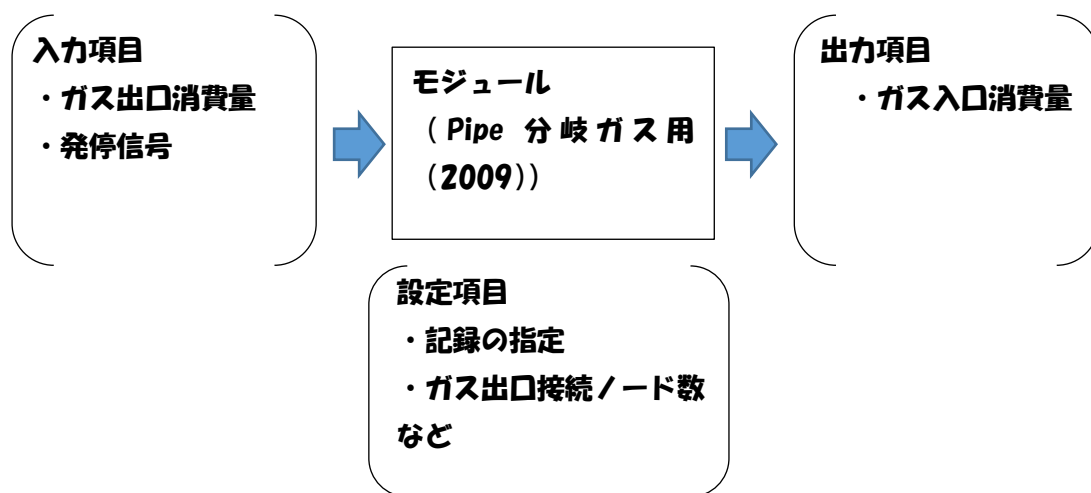 入力項目
・ガス出口消費量
・発停信号
モジュール
(Pipe 分岐ガス用
(2009))
出力項目
・ガス入口消費量
設定項目
・記録の指定
・ガス出口接続ノード数
など